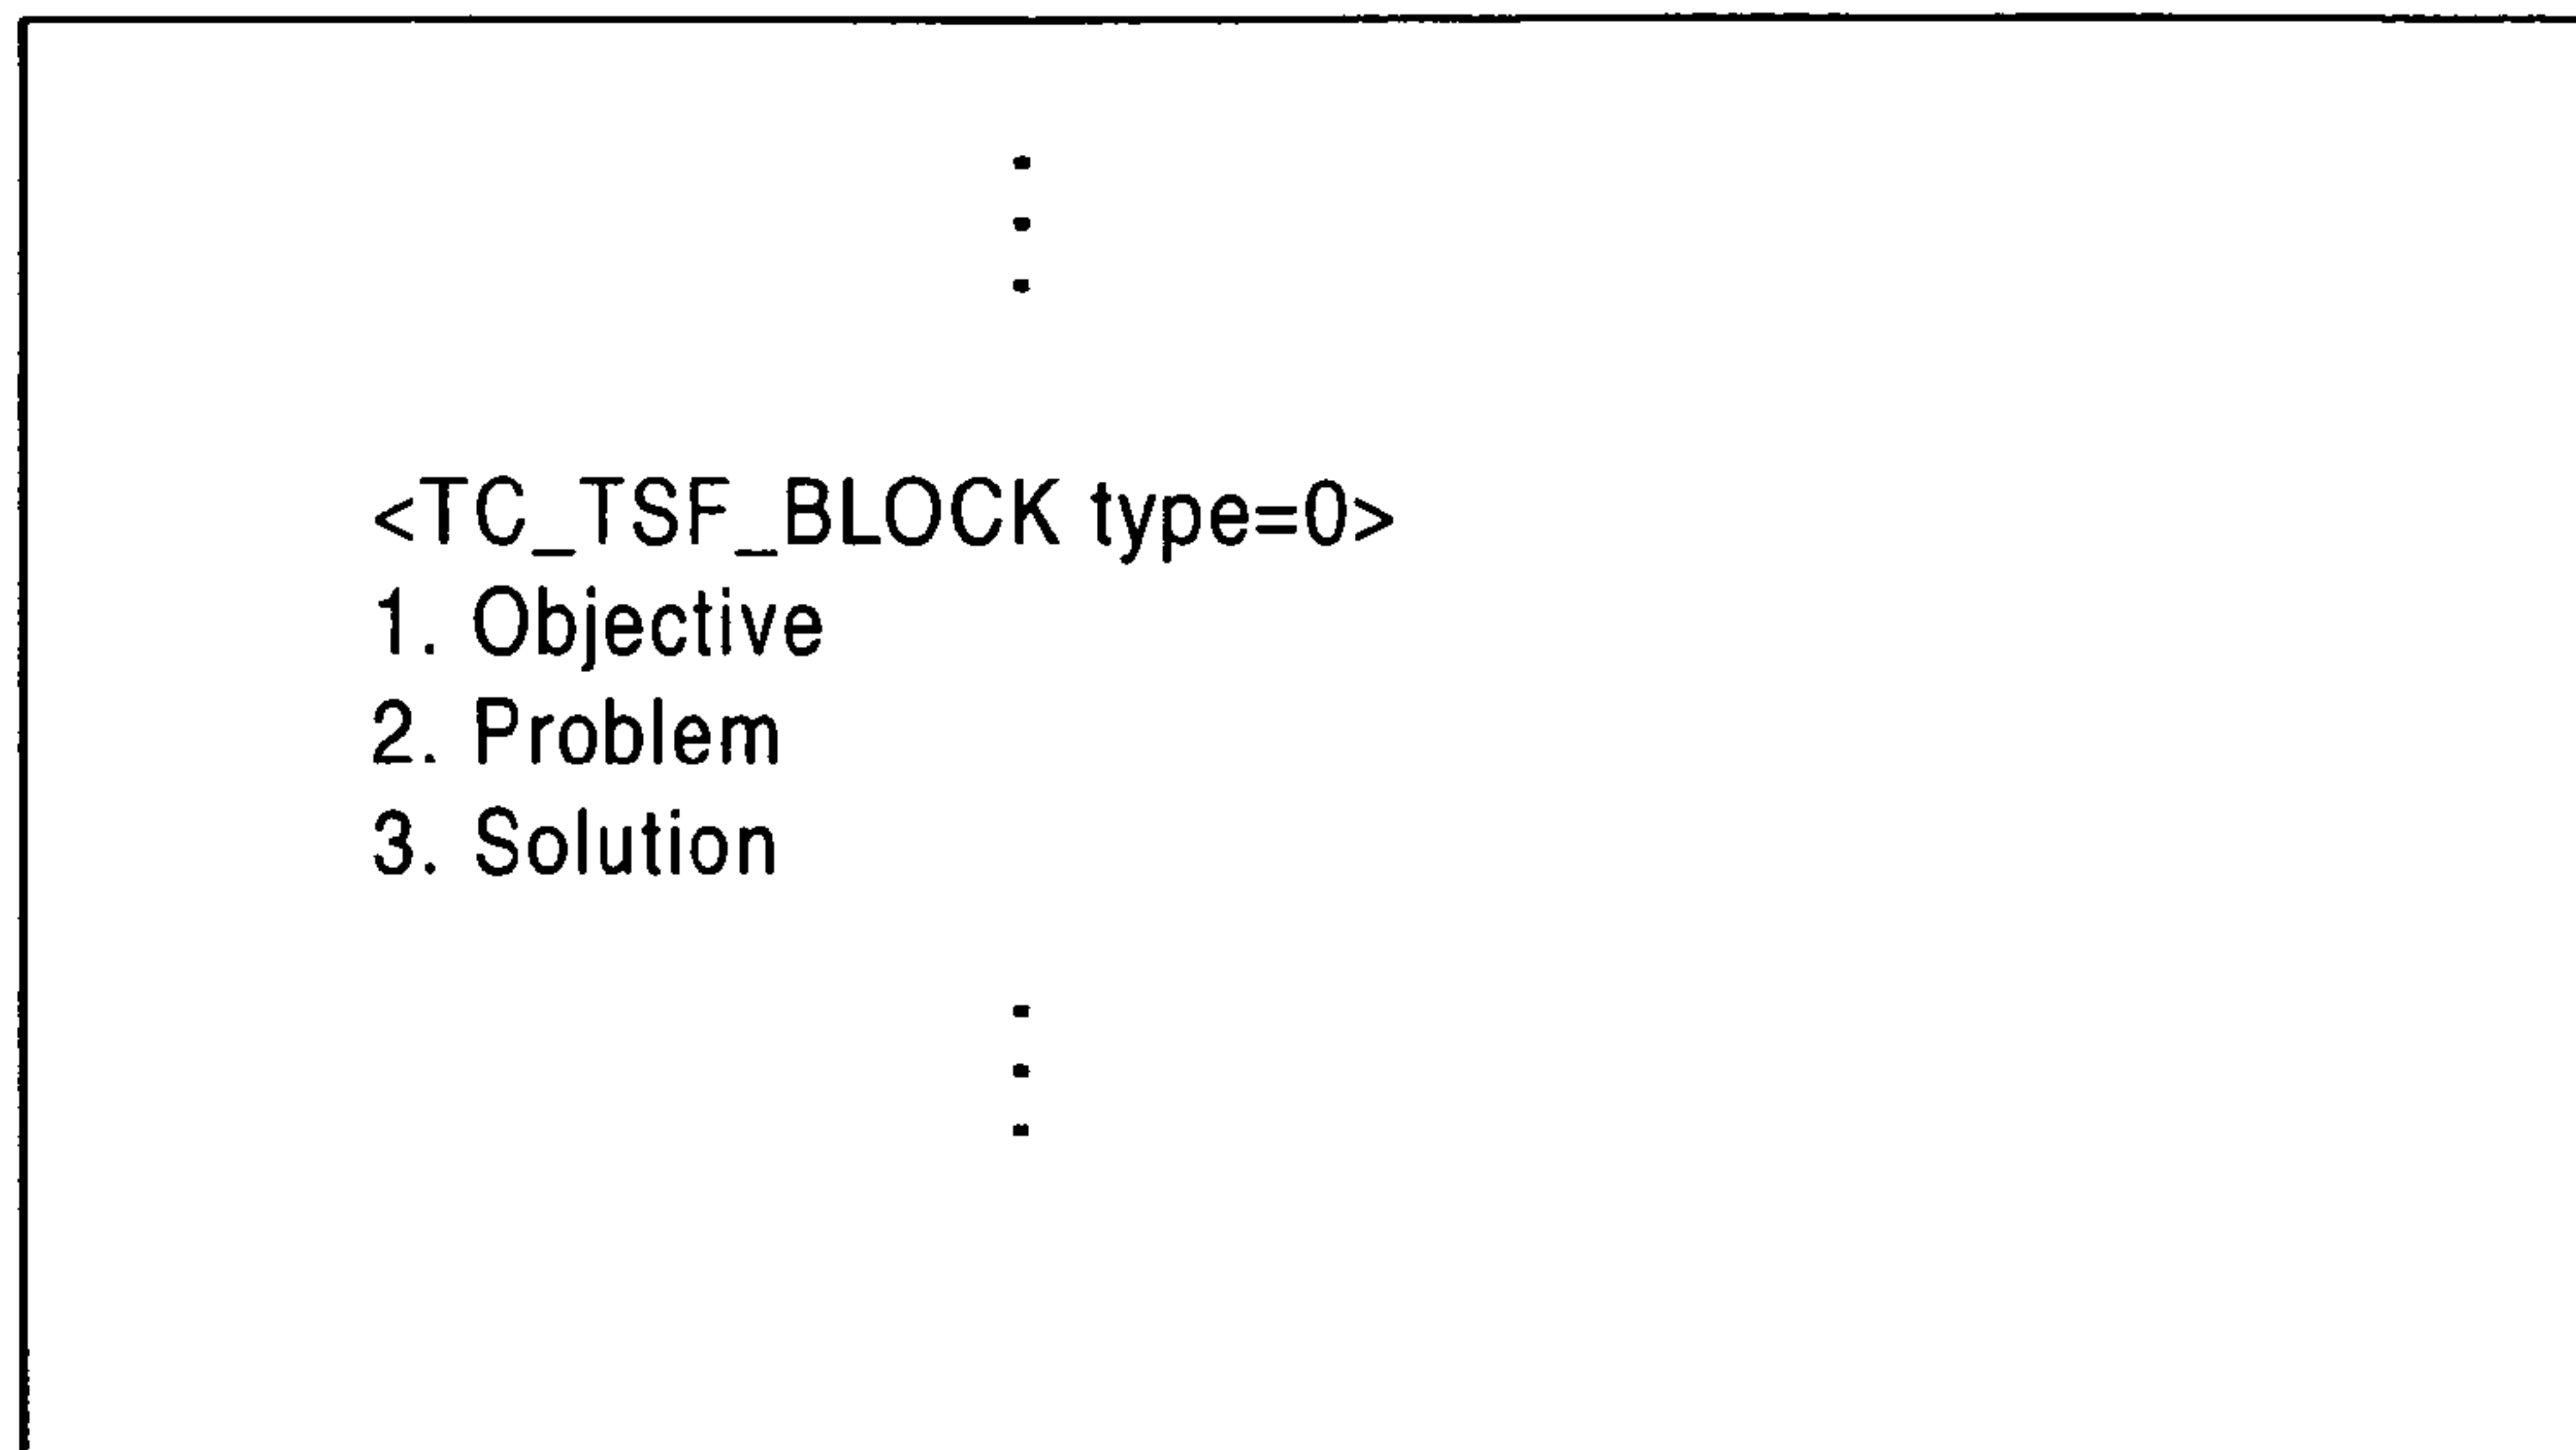 <TC_TSF_BLOCK type=0>
1. Objective
2. Problem
3. Solution